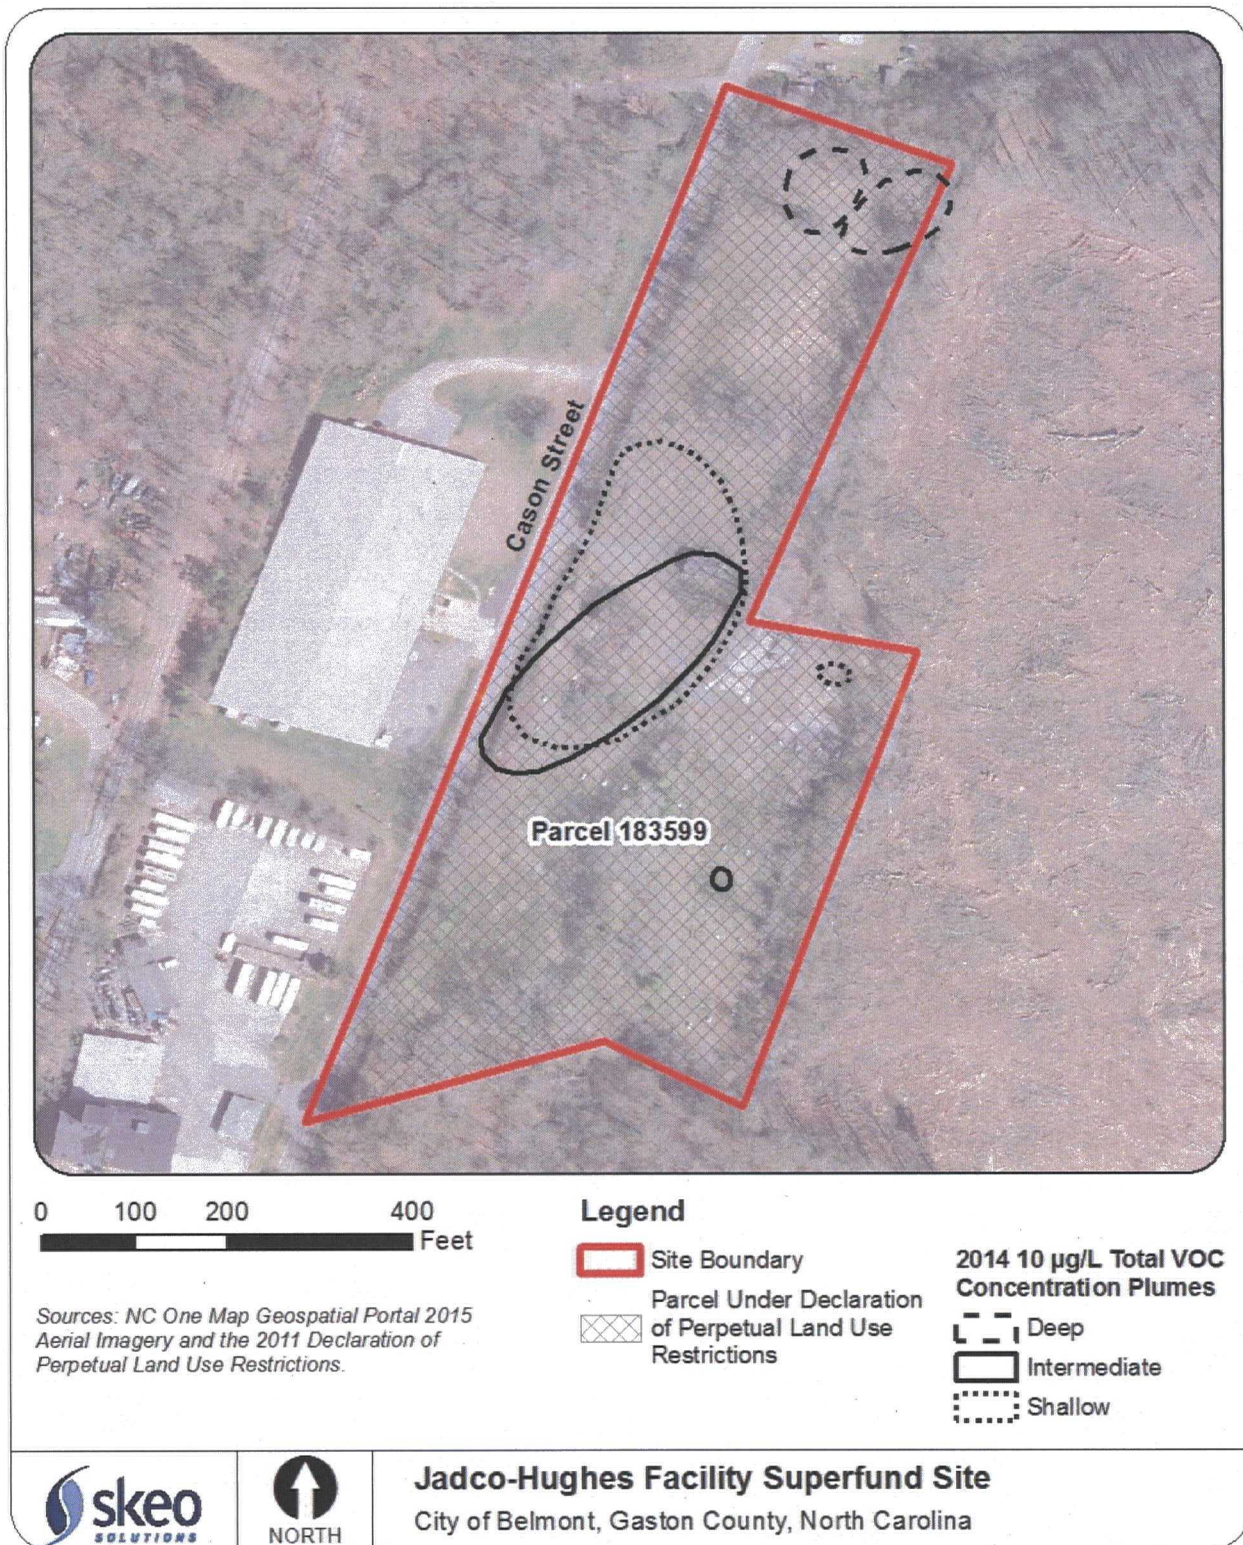 Cason Street
Parcel 183599
0 100 200 400
Feet
Sources: NC One Map Geospatial Portal 2015
Aerial Imagery and the 2011 Declaration of
Perpetual Land Use Restrictions.
Legend
Site Boundary
Parcel Under Declaration
of Perpetual Land Use
Restrictions
2014 10 µg/L Total VOC
Concentration Plumes
Deep
Intermediate
Shallow
skeo
SOLUTIONS
NORTH
Jadco-Hughes Facility Superfund Site
City of Belmont, Gaston County, North Carolina